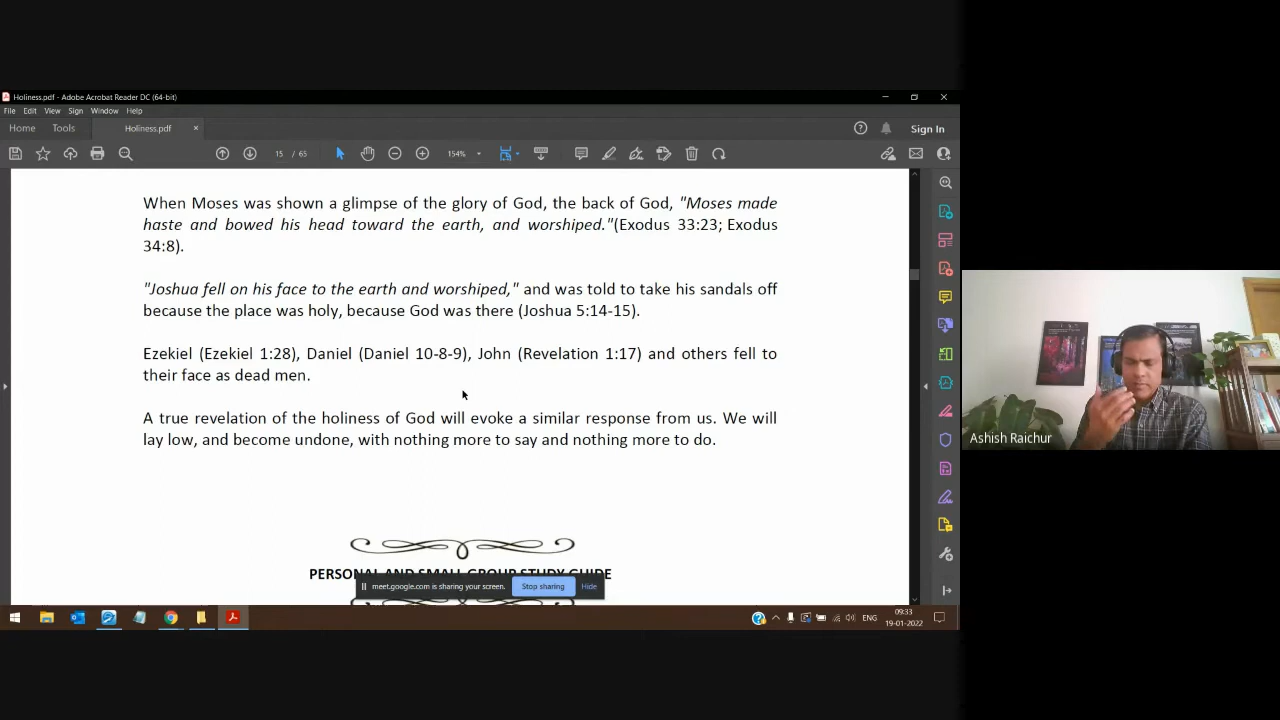 Holiness.pdf - Adobe Acrobat Reader DC (64-bit)
File Edit View Sign Window Help
Home Tools Holiness.pdf × Sign In
15 / 65 154%
When Moses was shown a glimpse of the glory of God, the back of God, "Moses made
haste and bowed his head toward the earth, and worshiped."(Exodus 33:23; Exodus
34:8).
"Joshua fell on his face to the earth and worshiped," and was told to take his sandals off
because the place was holy, because God was there (Joshua 5:14-15).
Ezekiel (Ezekiel 1:28), Daniel (Daniel 10-8-9), John (Revelation 1:17) and others fell to
their face as dead men.
A true revelation of the holiness of God will evoke a similar response from us. We will
lay low, and become undone, with nothing more to say and nothing more to do.
Ashish Raichur
PERSONAL AND SMALL GROUP STUDY GUIDE
meet.google.com is sharing your screen. Stop sharing Hide
ENG 09:33
19-01-2022